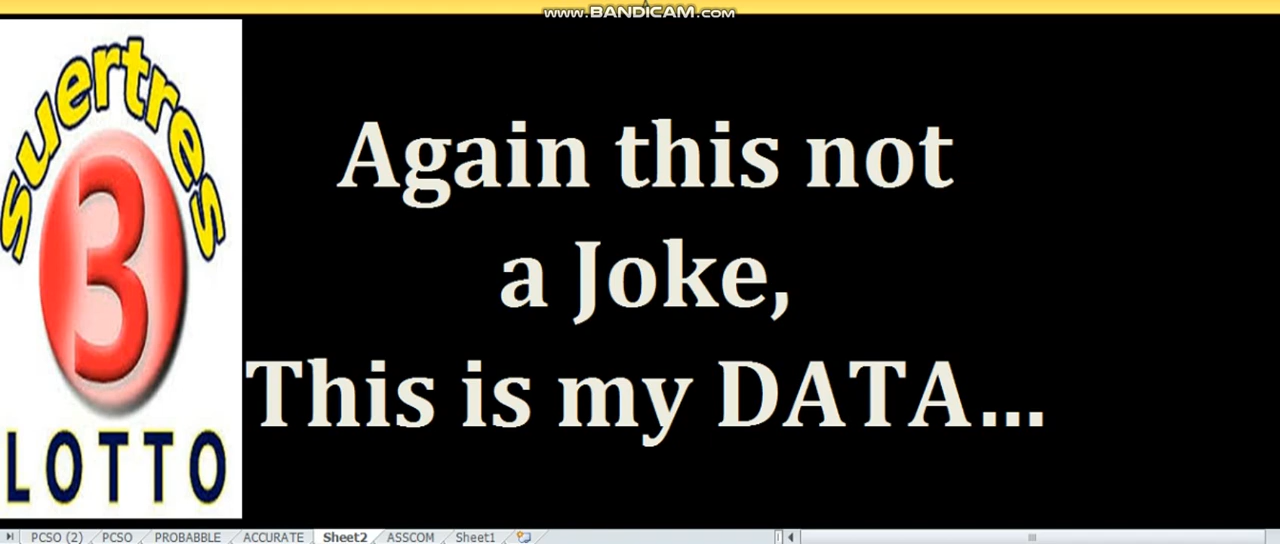 www.BANDICAM.com
suertres
3
LOTTO
Again this not
a Joke,
This is my DATA...
PCSO (2) PCSO PROBABBLE ACCURATE Sheet2 ASSCOM Sheet1